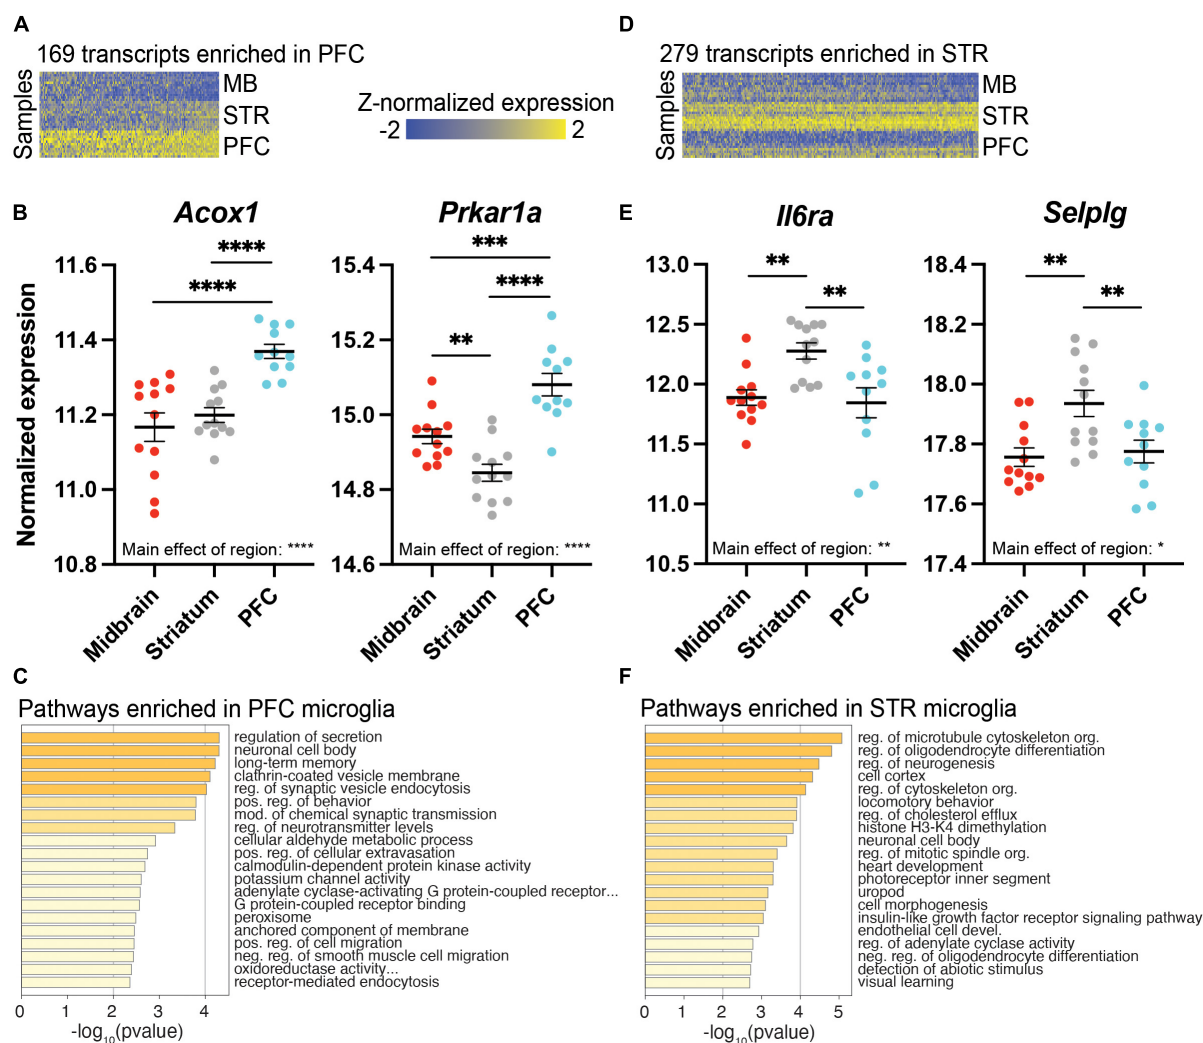 A
169 transcripts enriched in PFC
Samples
MB
STR
PFC
Z-normalized expression
-2
2
D
279 transcripts enriched in STR
Samples
MB
STR
PFC
B
Normalized expression
Acox1
****
****
11.6
11.4
11.2
11.0
10.8
Main effect of region: ****
Midbrain
Striatum
PFC
Prkar1a
***
****
**
15.4
15.2
15.0
14.8
14.6
Main effect of region: ****
Midbrain
Striatum
PFC
E
Il6ra
**
**
13.0
12.5
12.0
11.5
11.0
10.5
Main effect of region: **
Midbrain
Striatum
PFC
Selplg
**
**
18.4
18.2
18.0
17.8
17.6
17.4
Main effect of region: *
Midbrain
Striatum
PFC
C
Pathways enriched in PFC microglia
regulation of secretion
neuronal cell body
long-term memory
clathrin-coated vesicle membrane
reg. of synaptic vesicle endocytosis
pos. reg. of behavior
mod. of chemical synaptic transmission
reg. of neurotransmitter levels
cellular aldehyde metabolic process
pos. reg. of cellular extravasation
calmodulin-dependent protein kinase activity
potassium channel activity
adenylate cyclase-activating G protein-coupled receptor...
G protein-coupled receptor binding
peroxisome
anchored component of membrane
pos. reg. of cell migration
neg. reg. of smooth muscle cell migration
oxidoreductase activity...
receptor-mediated endocytosis
0 1 2 3 4
-log10(pvalue)
F
Pathways enriched in STR microglia
reg. of microtubule cytoskeleton org.
reg. of oligodendrocyte differentiation
reg. of neurogenesis
cell cortex
reg. of cytoskeleton org.
locomotory behavior
reg. of cholesterol efflux
histone H3-K4 dimethylation
neuronal cell body
reg. of mitotic spindle org.
heart development
photoreceptor inner segment
uropod
cell morphogenesis
insulin-like growth factor receptor signaling pathway
endothelial cell devel.
reg. of adenylate cyclase activity
neg. reg. of oligodendrocyte differentiation
detection of abiotic stimulus
visual learning
0 1 2 3 4 5
-log10(pvalue)